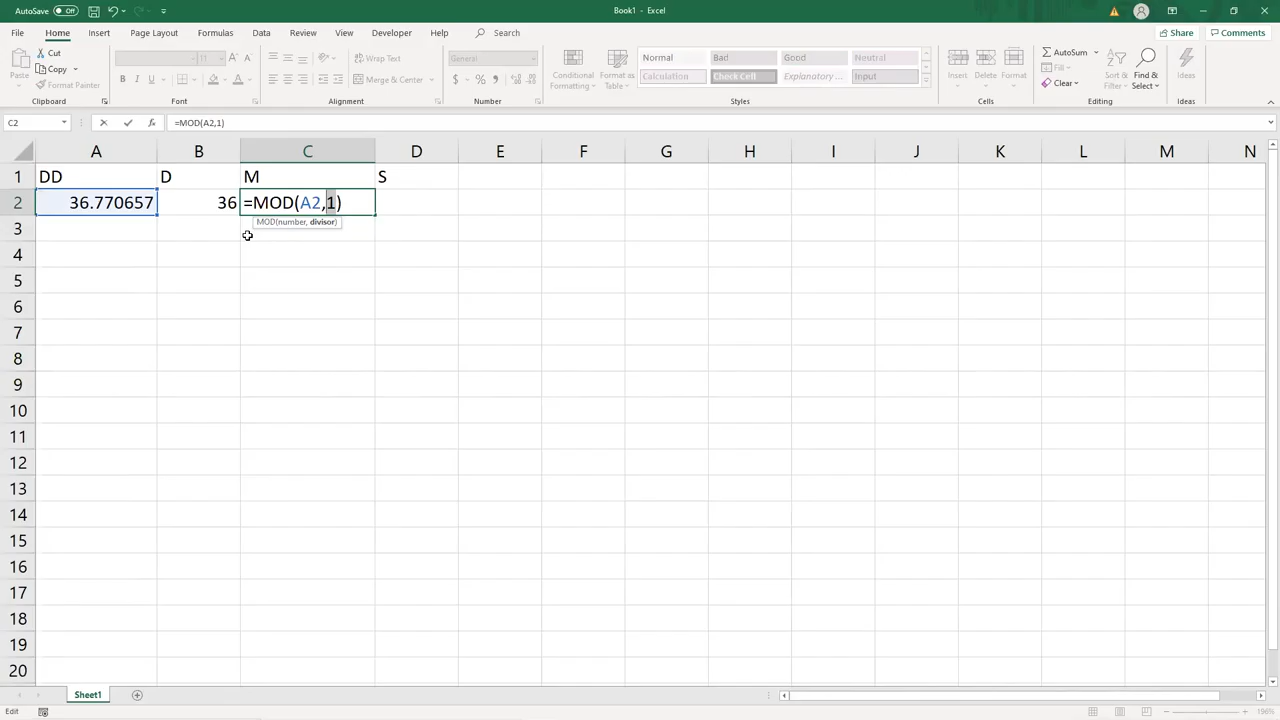 AutoSave Off Book1 - Excel
File Home Insert Page Layout Formulas Data Review View Developer Help Search Share Comments
Paste Cut Copy Format Painter
Clipboard
11
B I U A A
Font
Wrap Text
Merge & Center
Alignment
General
$ % ,
Number
Conditional Formatting Format as Table
Normal Bad Good Neutral
Calculation Check Cell Explanatory ... Input
Styles
Insert Delete Format
Cells
AutoSum Fill Clear Sort & Filter Find & Select
Editing
Ideas
Ideas
C2 fx =MOD(A2,1)
A B C D E F G H I J K L M N
1 DD D M S
2 36.770657 36 =MOD(A2,1)
MOD(number, divisor)
3
4
5
6
7
8
9
10
11
12
13
14
15
16
17
18
19
20
Sheet1
Edit 196%